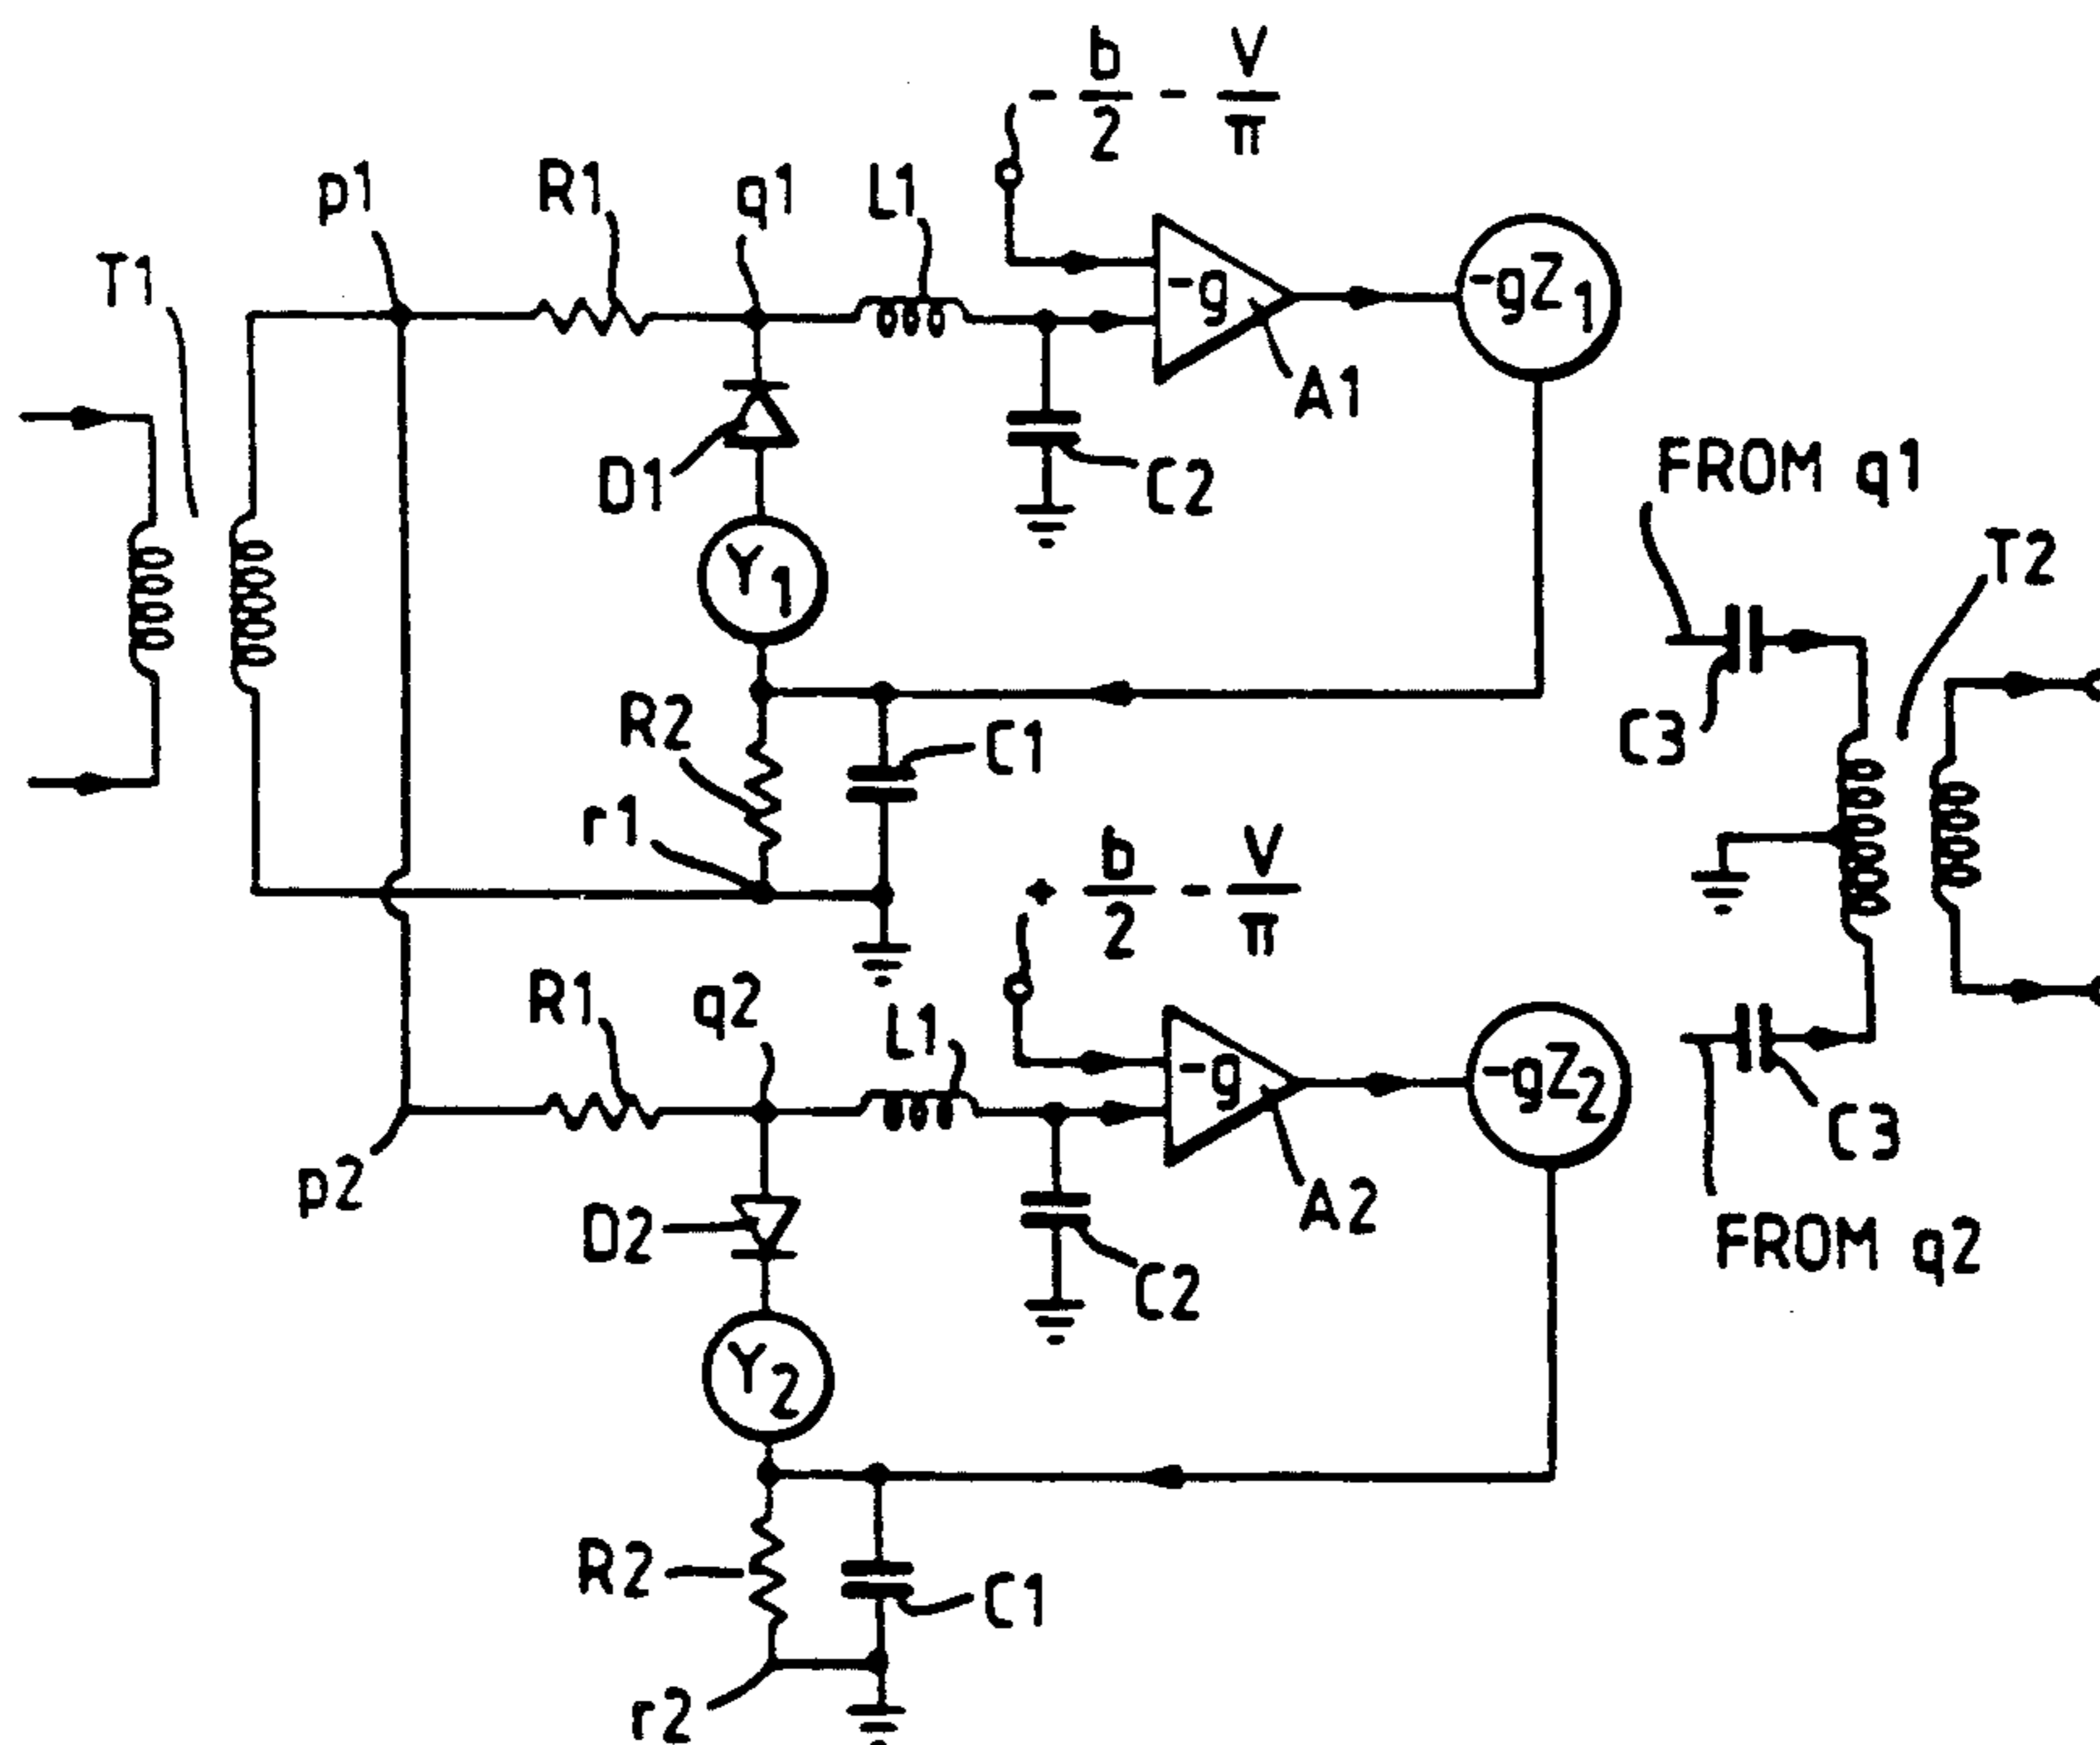 - b/2 - V/π
p1
R1
q1
L1
T1
-g
-gZ1
A1
D1
C2
FROM q1
Y1
T2
R2
C1
C3
r1
+ b/2 - V/π
R1
q2
L1
-g
-gZ2
p2
C3
D2
A2
FROM q2
C2
Y2
R2
C1
r2